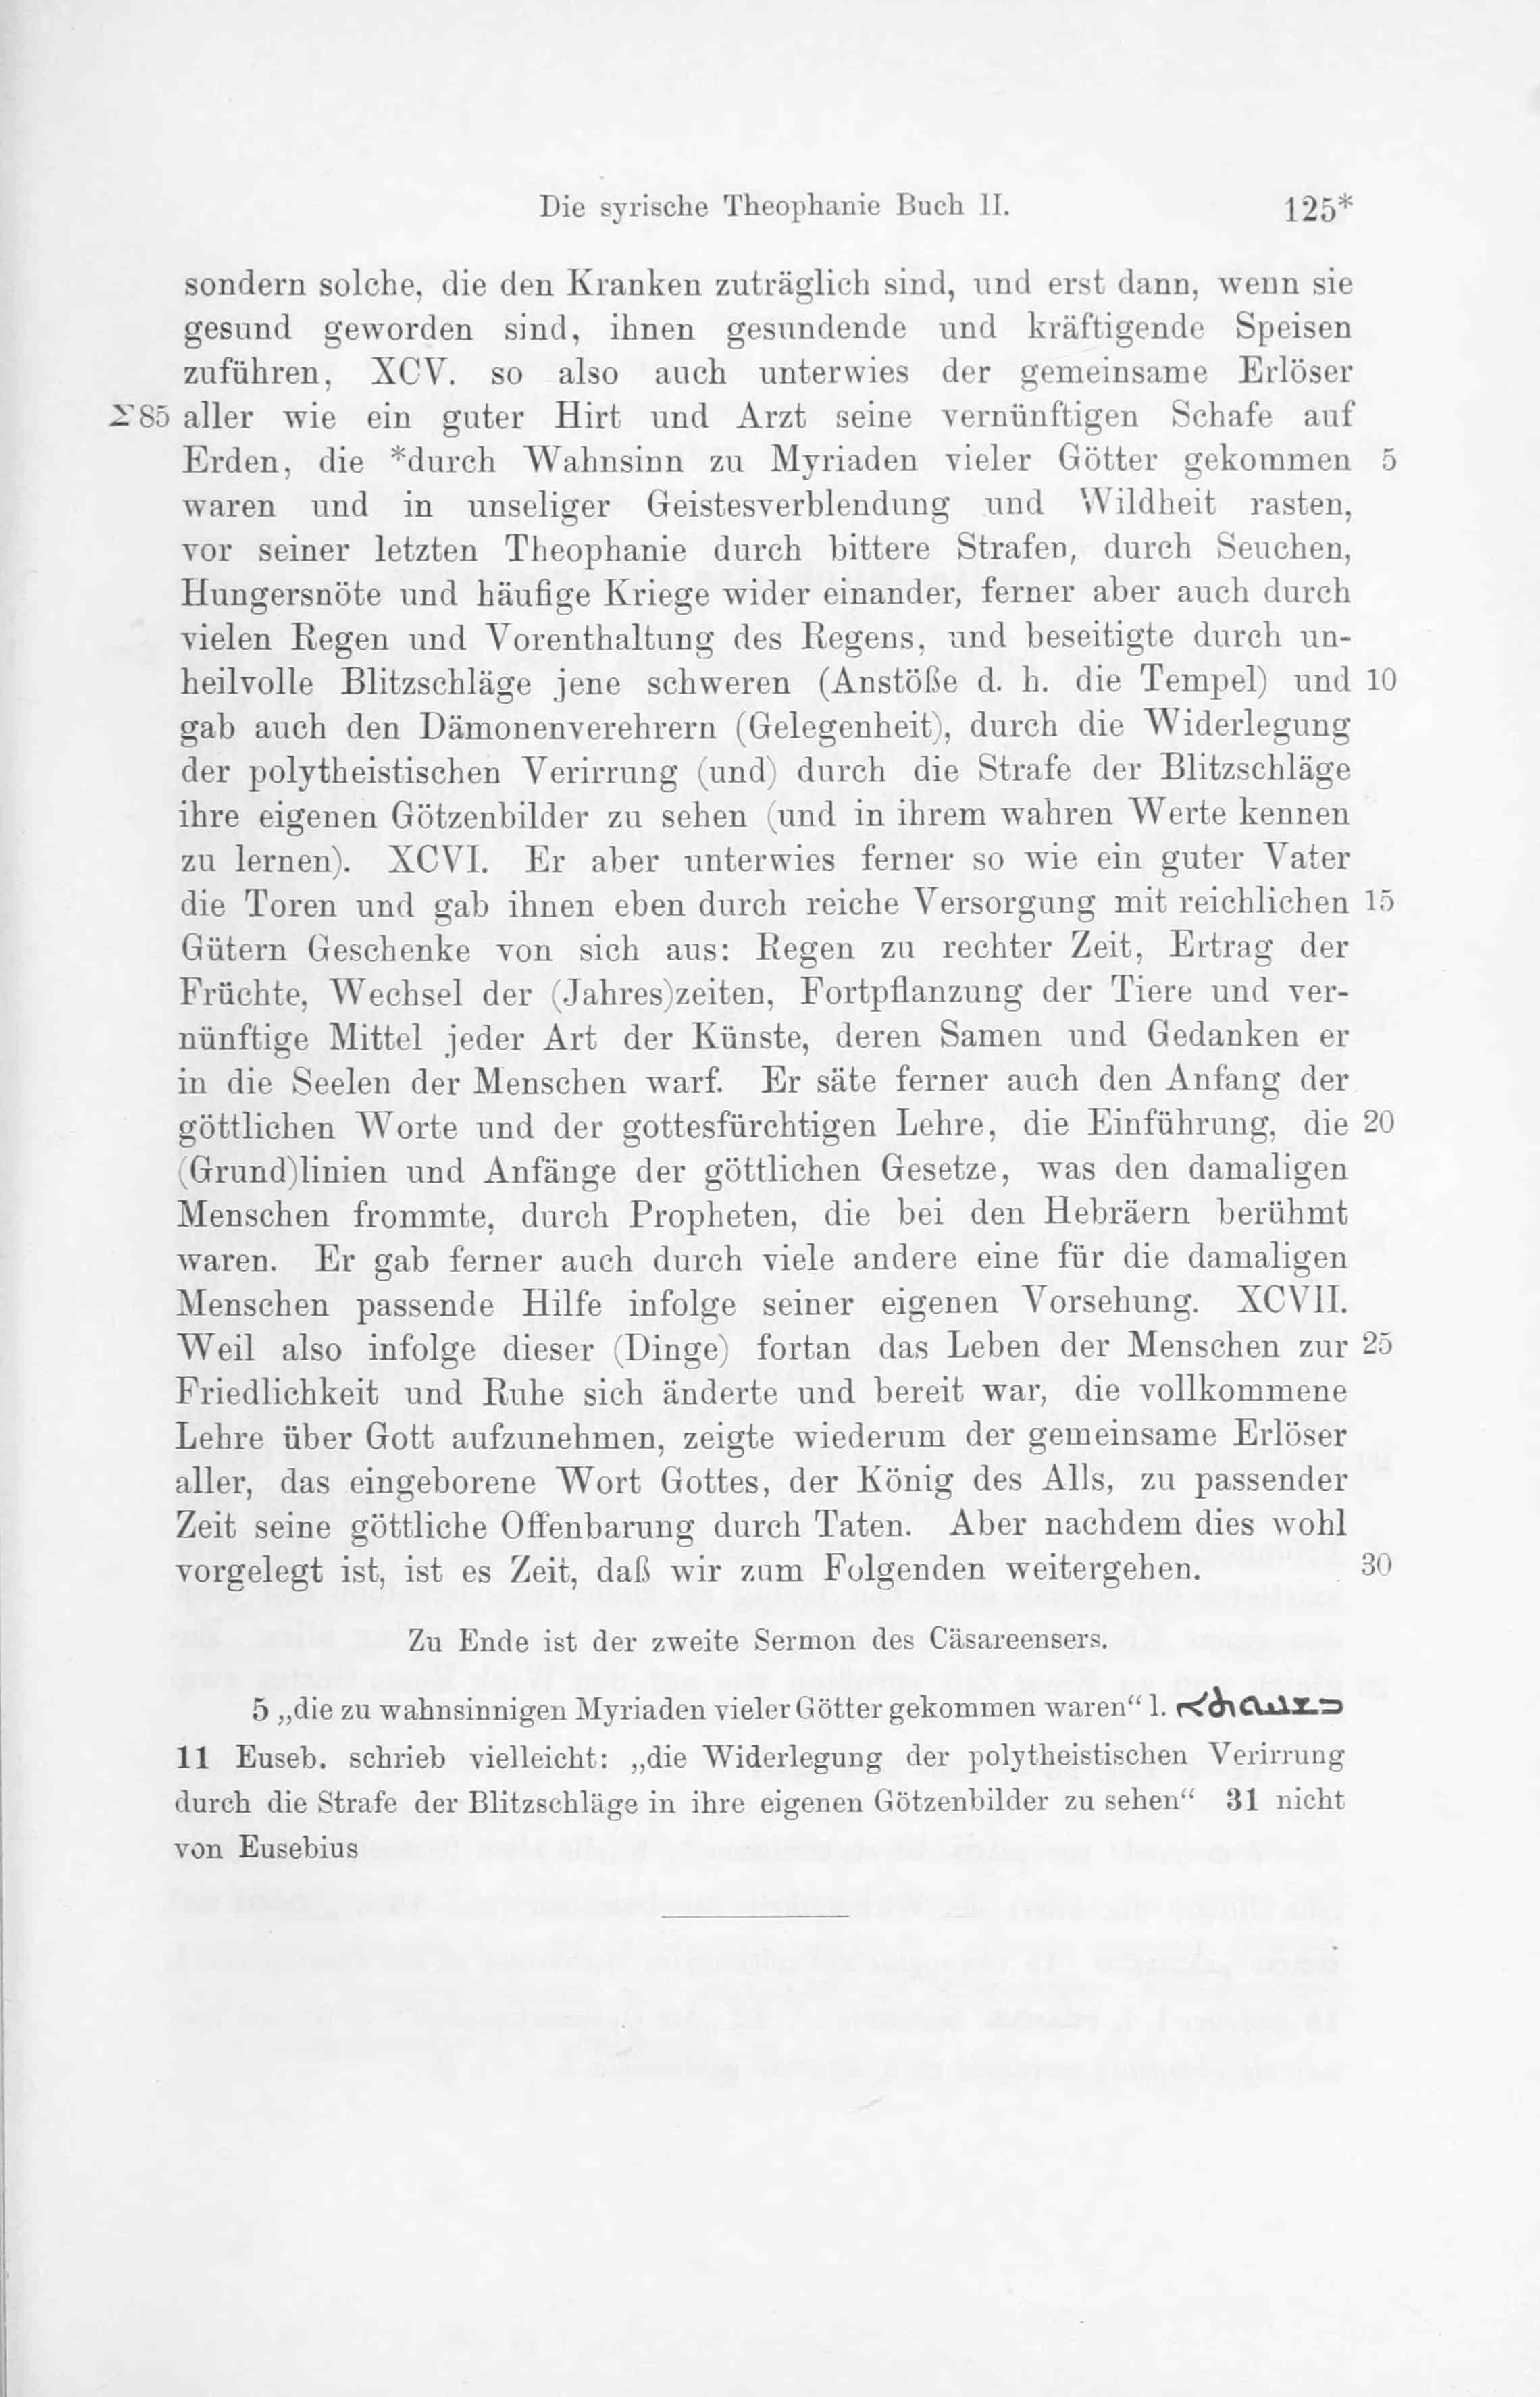 Die syrische Theophanie Buch II. 125*
sondern solche, die den Kranken zuträglich sind, und erst dann, wenn sie
gesund geworden sind, ihnen gesundende und kräftigende Speisen
zuführen, XCV. so also auch unterwies der gemeinsame Erlöser
Σ 85 aller wie ein guter Hirt und Arzt seine vernünftigen Schafe auf
Erden, die *durch Wahnsinn zu Myriaden vieler Götter gekommen 5
waren und in unseliger Geistesverblendung und Wildheit rasten,
vor seiner letzten Theophanie durch bittere Strafen, durch Seuchen,
Hungersnöte und häufige Kriege wider einander, ferner aber auch durch
vielen Regen und Vorenthaltung des Regens, und beseitigte durch un-
heilvolle Blitzschläge jene schweren (Anstöße d. h. die Tempel) und 10
gab auch den Dämonenverehrern (Gelegenheit), durch die Widerlegung
der polytheistischen Verirrung (und) durch die Strafe der Blitzschläge
ihre eigenen Götzenbilder zu sehen (und in ihrem wahren Werte kennen
zu lernen). XCVI. Er aber unterwies ferner so wie ein guter Vater
die Toren und gab ihnen eben durch reiche Versorgung mit reichlichen 15
Gütern Geschenke von sich aus: Regen zu rechter Zeit, Ertrag der
Früchte, Wechsel der (Jahres)zeiten, Fortpflanzung der Tiere und ver-
nünftige Mittel jeder Art der Künste, deren Samen und Gedanken er
in die Seelen der Menschen warf. Er säte ferner auch den Anfang der
göttlichen Worte und der gottesfürchtigen Lehre, die Einführung, die 20
(Grund)linien und Anfänge der göttlichen Gesetze, was den damaligen
Menschen frommte, durch Propheten, die bei den Hebräern berühmt
waren. Er gab ferner auch durch viele andere eine für die damaligen
Menschen passende Hilfe infolge seiner eigenen Vorsehung. XCVII.
Weil also infolge dieser (Dinge) fortan das Leben der Menschen zur 25
Friedlichkeit und Ruhe sich änderte und bereit war, die vollkommene
Lehre über Gott aufzunehmen, zeigte wiederum der gemeinsame Erlöser
aller, das eingeborene Wort Gottes, der König des Alls, zu passender
Zeit seine göttliche Offenbarung durch Taten. Aber nachdem dies wohl
vorgelegt ist, ist es Zeit, daß wir zum Folgenden weitergehen. 30
Zu Ende ist der zweite Sermon des Cäsareensers.
5 „die zu wahnsinnigen Myriaden vieler Götter gekommen waren“ l. ܒܫܢܝܘܬܐ
11 Euseb. schrieb vielleicht: „die Widerlegung der polytheistischen Verirrung
durch die Strafe der Blitzschläge in ihre eigenen Götzenbilder zu sehen“ 31 nicht
von Eusebius